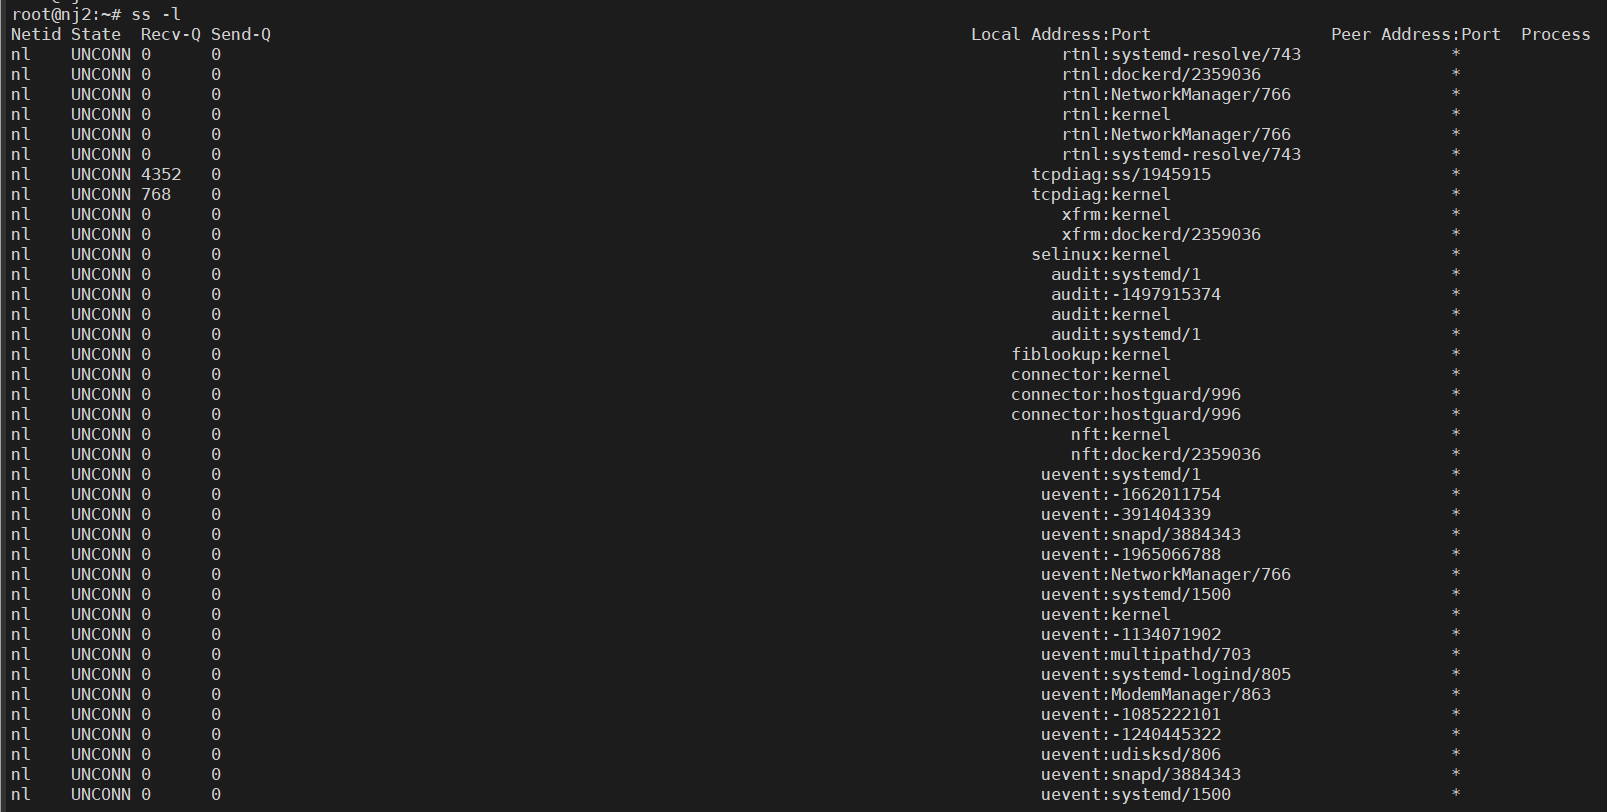 root@nj2:~# ss -l
Netid State Recv-Q Send-Q Local Address:Port Peer Address:Port Process
nl UNCONN 0 0 rtnl:systemd-resolve/743 *
nl UNCONN 0 0 rtnl:dockerd/2359036 *
nl UNCONN 0 0 rtnl:NetworkManager/766 *
nl UNCONN 0 0 rtnl:kernel *
nl UNCONN 0 0 rtnl:NetworkManager/766 *
nl UNCONN 0 0 rtnl:systemd-resolve/743 *
nl UNCONN 4352 0 tcpdiag:ss/1945915 *
nl UNCONN 768 0 tcpdiag:kernel *
nl UNCONN 0 0 xfrm:kernel *
nl UNCONN 0 0 xfrm:dockerd/2359036 *
nl UNCONN 0 0 selinux:kernel *
nl UNCONN 0 0 audit:systemd/1 *
nl UNCONN 0 0 audit:-1497915374 *
nl UNCONN 0 0 audit:kernel *
nl UNCONN 0 0 audit:systemd/1 *
nl UNCONN 0 0 fiblookup:kernel *
nl UNCONN 0 0 connector:kernel *
nl UNCONN 0 0 connector:hostguard/996 *
nl UNCONN 0 0 connector:hostguard/996 *
nl UNCONN 0 0 nft:kernel *
nl UNCONN 0 0 nft:dockerd/2359036 *
nl UNCONN 0 0 uevent:systemd/1 *
nl UNCONN 0 0 uevent:-1662011754 *
nl UNCONN 0 0 uevent:-391404339 *
nl UNCONN 0 0 uevent:snapd/3884343 *
nl UNCONN 0 0 uevent:-1965066788 *
nl UNCONN 0 0 uevent:NetworkManager/766 *
nl UNCONN 0 0 uevent:systemd/1500 *
nl UNCONN 0 0 uevent:kernel *
nl UNCONN 0 0 uevent:-1134071902 *
nl UNCONN 0 0 uevent:multipathd/703 *
nl UNCONN 0 0 uevent:systemd-logind/805 *
nl UNCONN 0 0 uevent:ModemManager/863 *
nl UNCONN 0 0 uevent:-1085222101 *
nl UNCONN 0 0 uevent:-1240445322 *
nl UNCONN 0 0 uevent:udisksd/806 *
nl UNCONN 0 0 uevent:snapd/3884343 *
nl UNCONN 0 0 uevent:systemd/1500 *